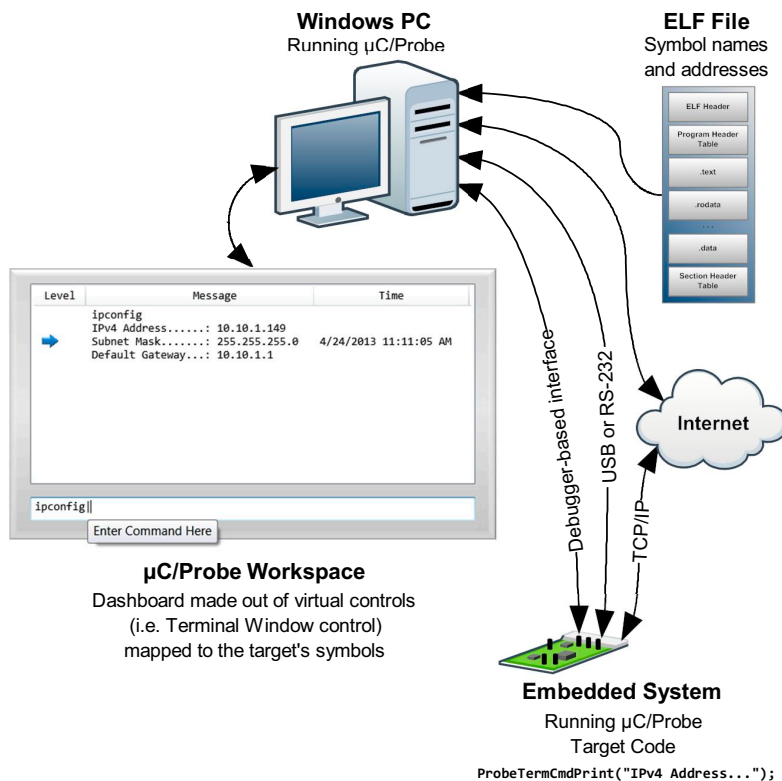 Windows PC
Running µC/Probe
ELF File
Symbol names
and addresses
ELF Header
Program Header
Table
.text
.rodata
...
.data
Section Header
Table
Level Message Time
ipconfig
IPv4 Address......: 10.10.1.149
Subnet Mask.......: 255.255.255.0 4/24/2013 11:11:05 AM
Default Gateway...: 10.10.1.1
ipconfig
Enter Command Here
µC/Probe Workspace
Dashboard made out of virtual controls
(i.e. Terminal Window control)
mapped to the target's symbols
Debugger-based interface
USB or RS-232
TCP/IP
Internet
Embedded System
Running µC/Probe
Target Code
ProbeTermCmdPrint("IPv4 Address...");